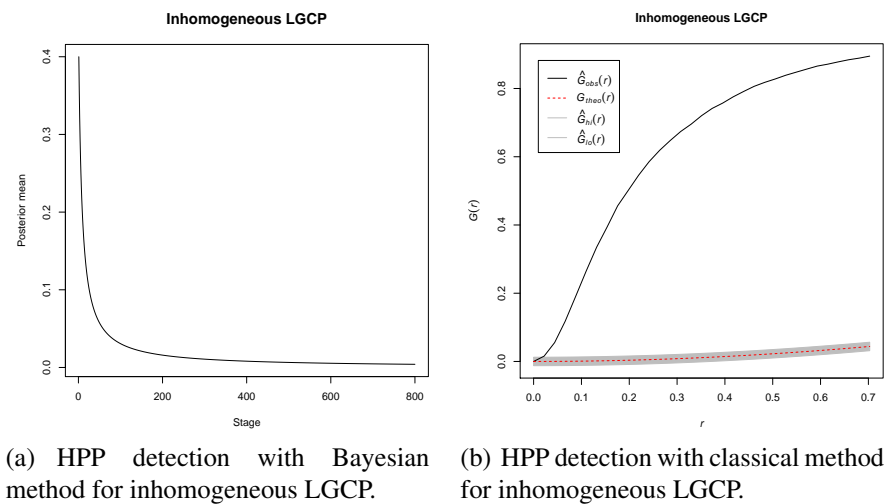 Inhomogeneous LGCP
Posterior mean
0.0 0.1 0.2 0.3 0.4
0 200 400 600 800
Stage
(a) HPP detection with Bayesian
method for inhomogeneous LGCP.
Inhomogeneous LGCP
Ĝobs(r)
Gtheo(r)
Ĝhi(r)
Ĝlo(r)
G(r)
0.0 0.2 0.4 0.6 0.8
0.0 0.1 0.2 0.3 0.4 0.5 0.6 0.7
r
(b) HPP detection with classical method
for inhomogeneous LGCP.